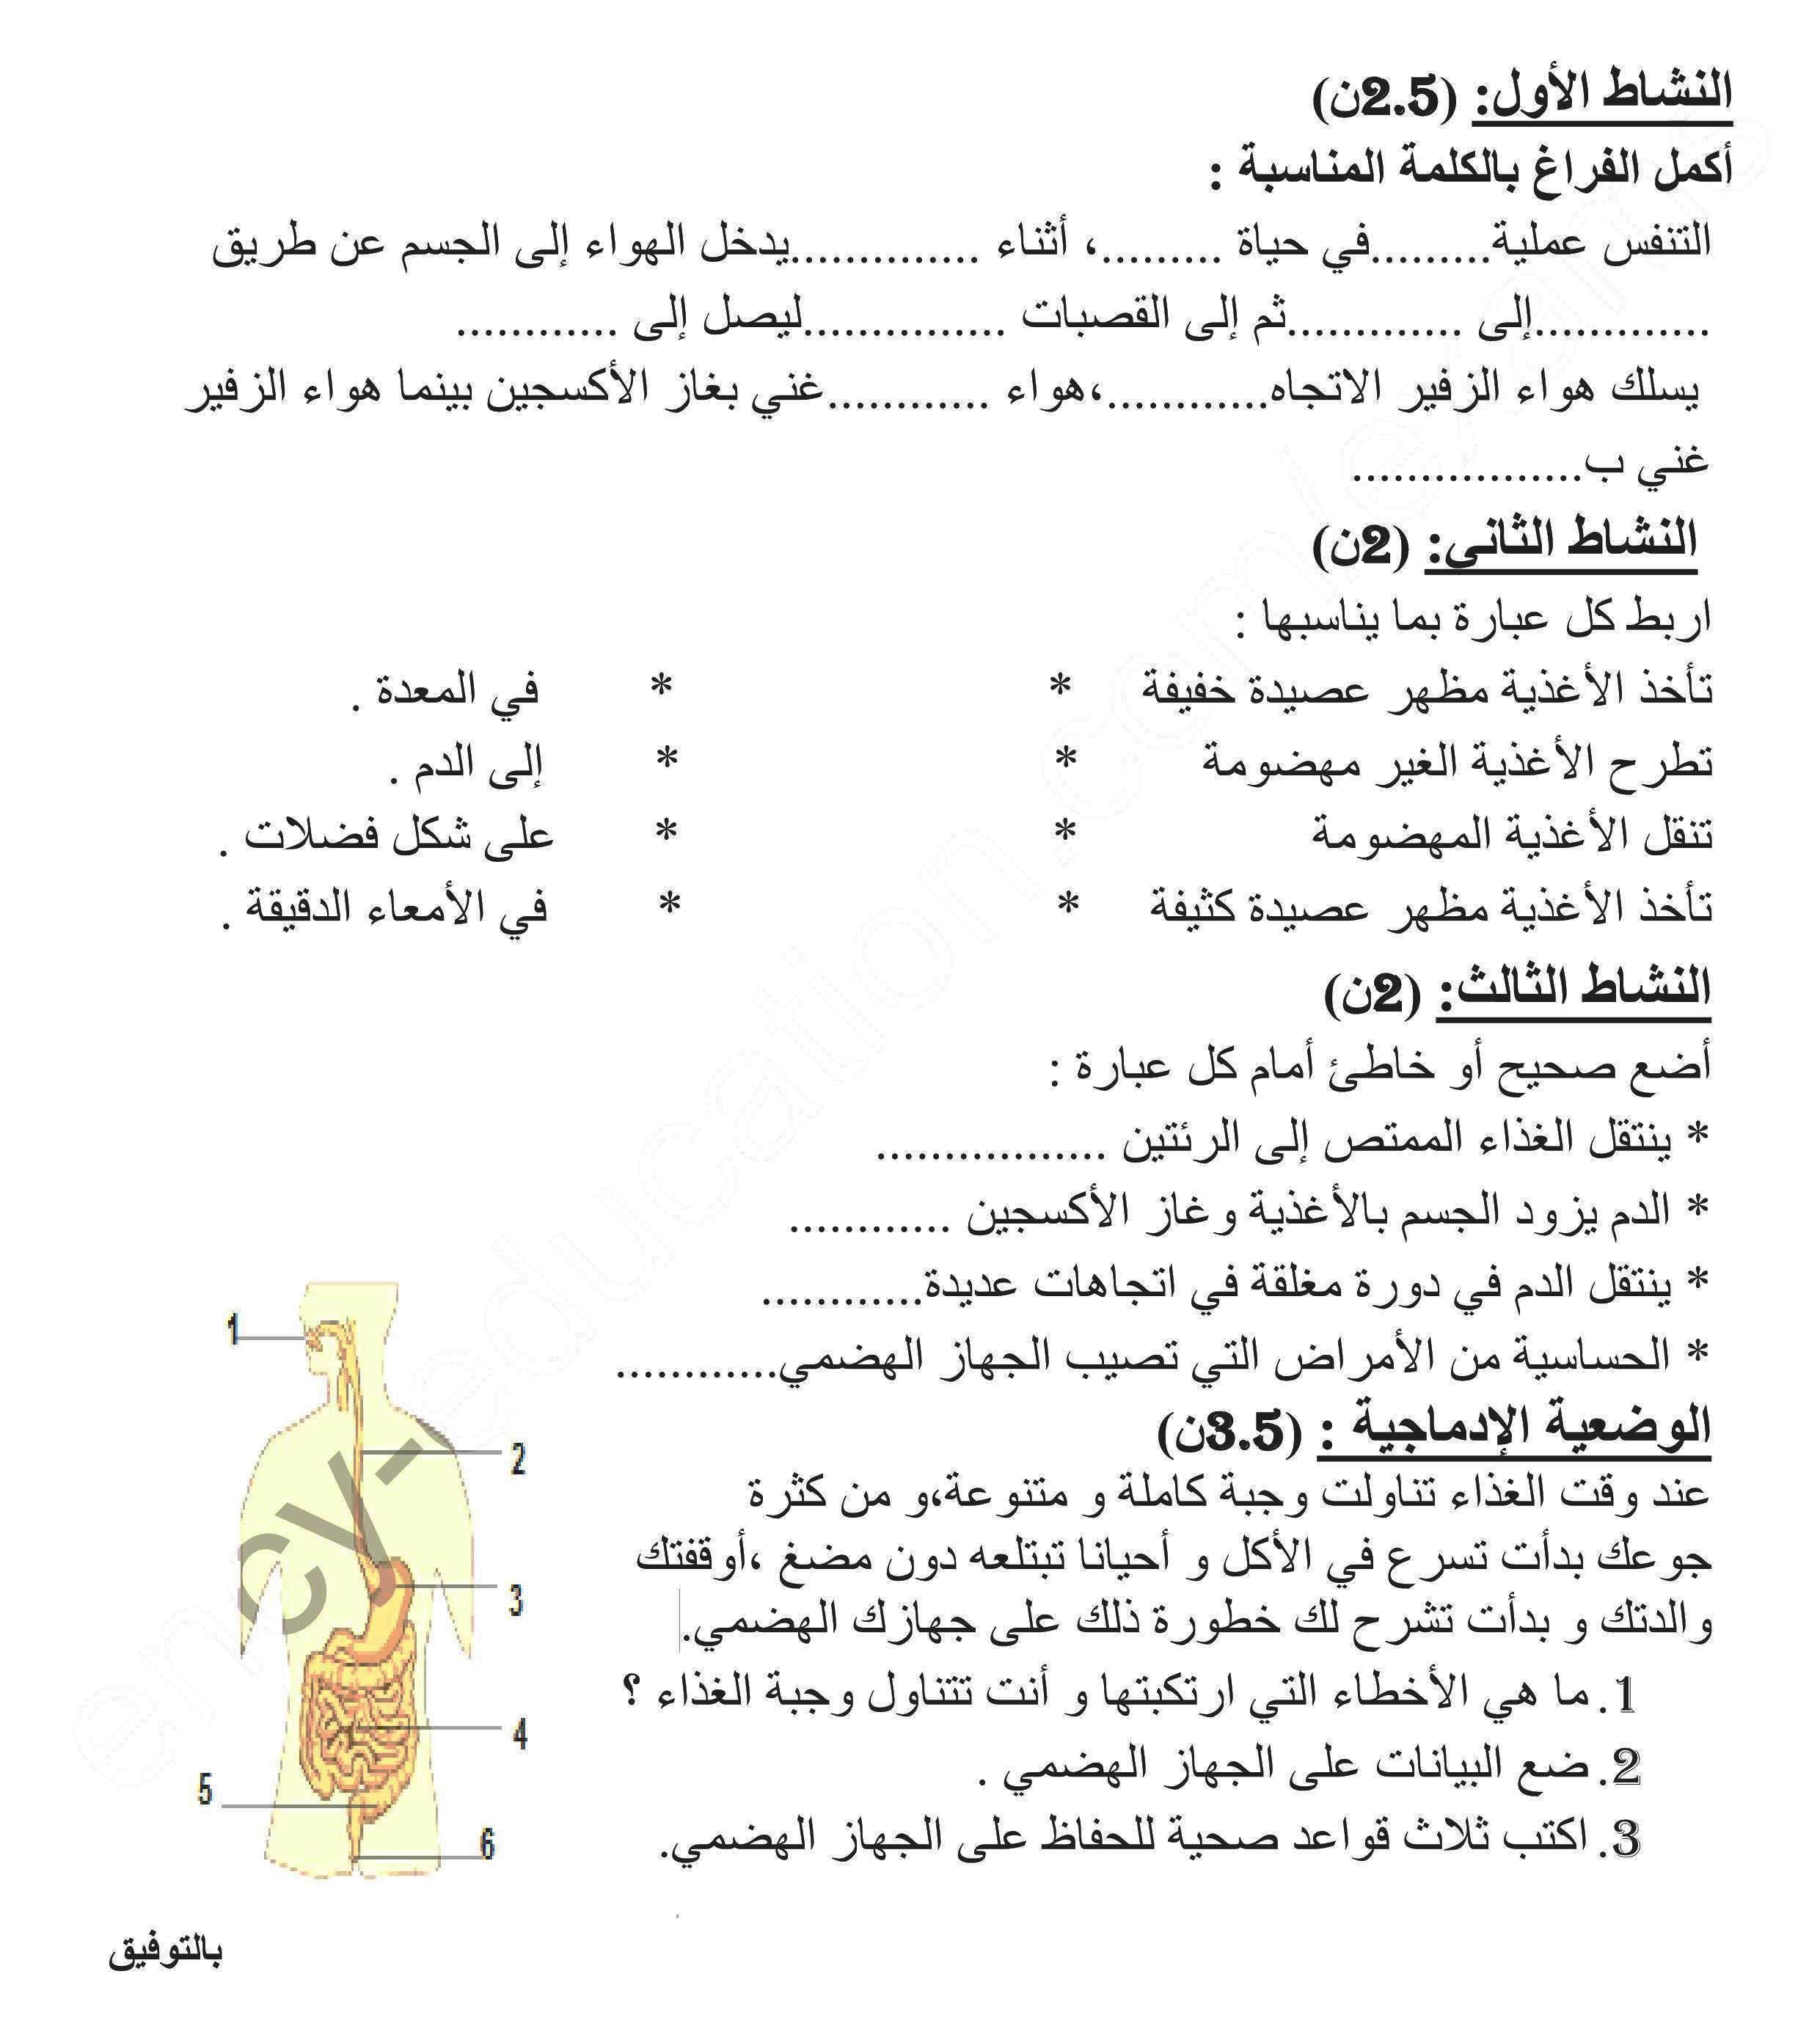 النشاط الأول: (2.5ن)
أكمل الفراغ بالكلمة المناسبة :
التنفس عملية.........في حياة .........، أثناء ..............يدخل الهواء إلى الجسم عن طريق
.............إلى .............ثم إلى القصبات ...............ليصل إلى ............
يسلك هواء الزفير الاتجاه............،هواء ............غني بغاز الأكسجين بينما هواء الزفير
غني ب.................
النشاط الثاني: (2ن)
اربط كل عبارة بما يناسبها :
تأخذ الأغذية مظهر عصيدة خفيفة * * في المعدة .
تطرح الأغذية الغير مهضومة * * إلى الدم .
تنقل الأغذية المهضومة * * على شكل فضلات .
تأخذ الأغذية مظهر عصيدة كثيفة * * في الأمعاء الدقيقة .
النشاط الثالث: (2ن)
أضع صحيح أو خاطئ أمام كل عبارة :
* ينتقل الغذاء الممتص إلى الرئتين .................
* الدم يزود الجسم بالأغذية وغاز الأكسجين ............
* ينتقل الدم في دورة مغلقة في اتجاهات عديدة............
* الحساسية من الأمراض التي تصيب الجهاز الهضمي............
الوضعية الإدماجية : (3.5ن)
عند وقت الغذاء تناولت وجبة كاملة و متنوعة،و من كثرة
جوعك بدأت تسرع في الأكل و أحيانا تبتلعه دون مضغ ،أوقفتك
والدتك و بدأت تشرح لك خطورة ذلك على جهازك الهضمي.
1. ما هي الأخطاء التي ارتكبتها و أنت تتناول وجبة الغذاء ؟
2. ضع البيانات على الجهاز الهضمي .
3. اكتب ثلاث قواعد صحية للحفاظ على الجهاز الهضمي.
1
2
3
4
5
6
بالتوفيق
ency-education.com/exams